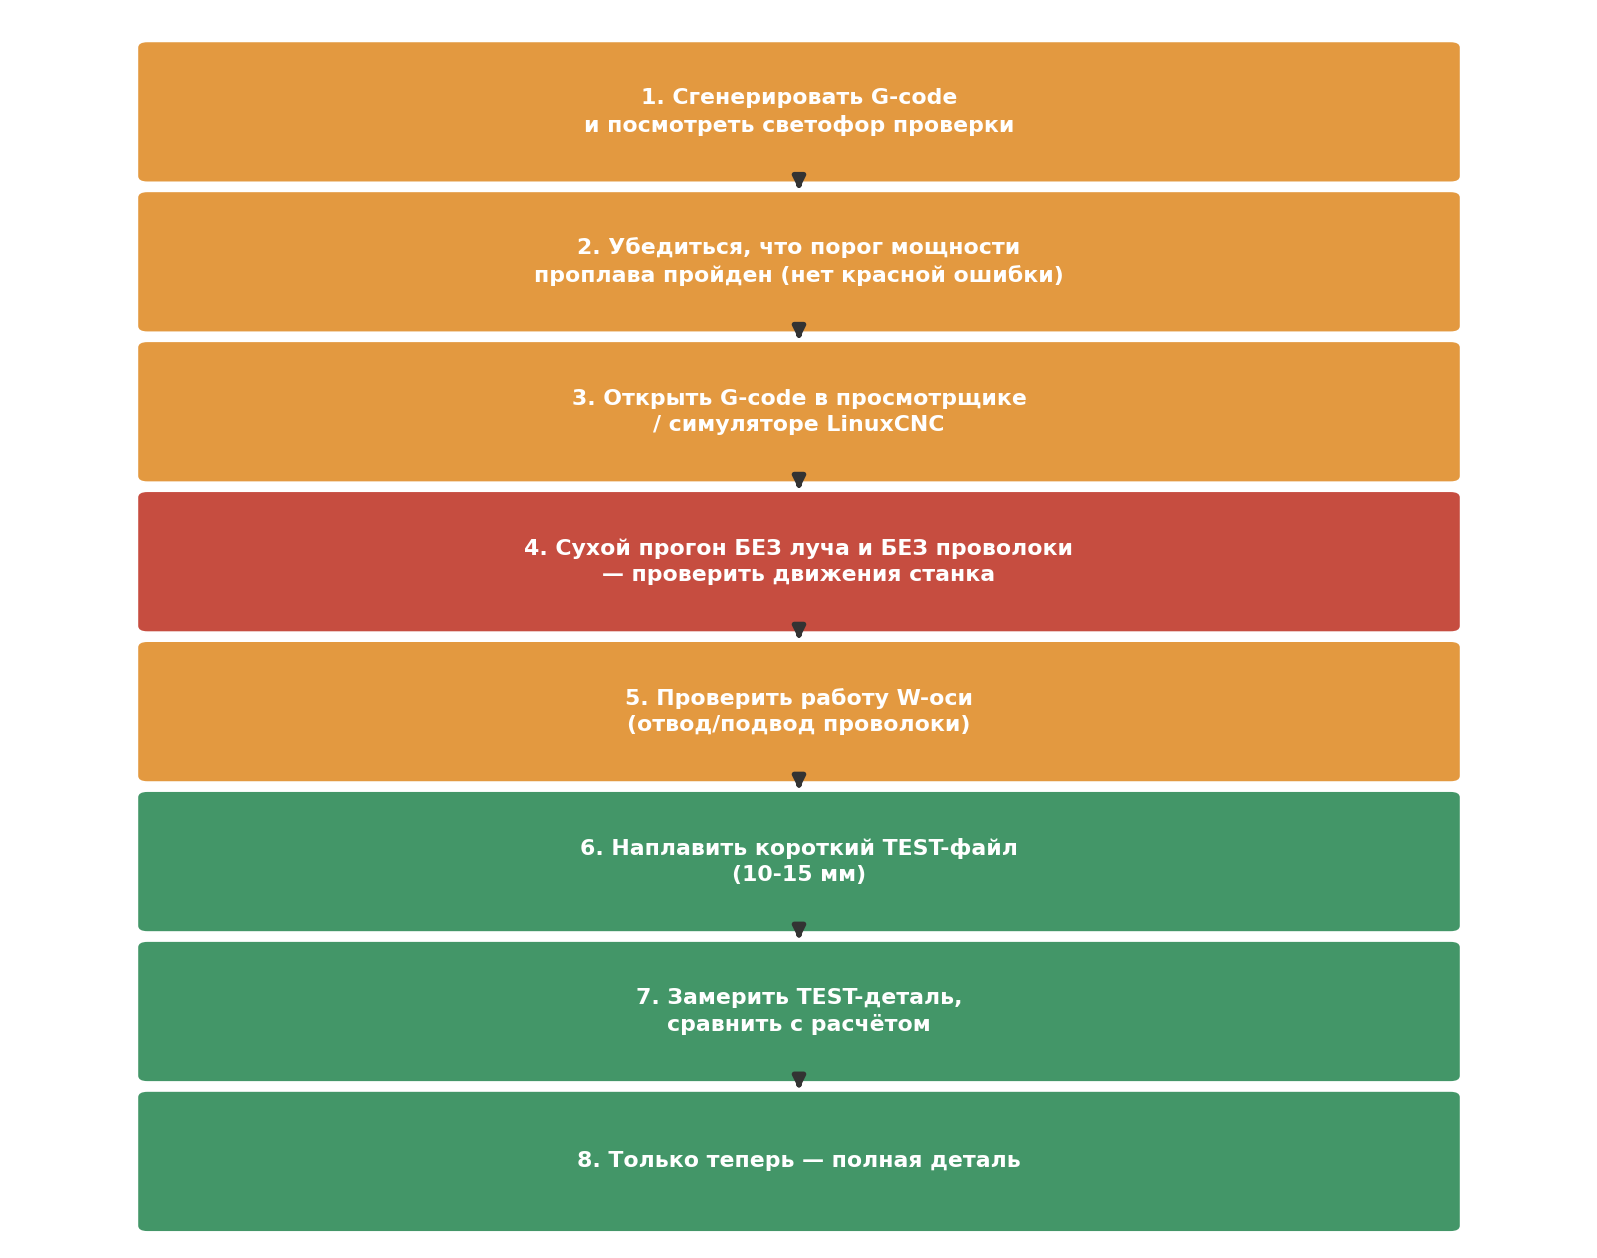 1. Сгенерировать G-code
и посмотреть светофор проверки
2. Убедиться, что порог мощности
проплава пройден (нет красной ошибки)
3. Открыть G-code в просмотрщике
/ симуляторе LinuxCNC
4. Сухой прогон БЕЗ луча и БЕЗ проволоки
— проверить движения станка
5. Проверить работу W-оси
(отвод/подвод проволоки)
6. Наплавить короткий TEST-файл
(10-15 мм)
7. Замерить TEST-деталь,
сравнить с расчётом
8. Только теперь — полная деталь